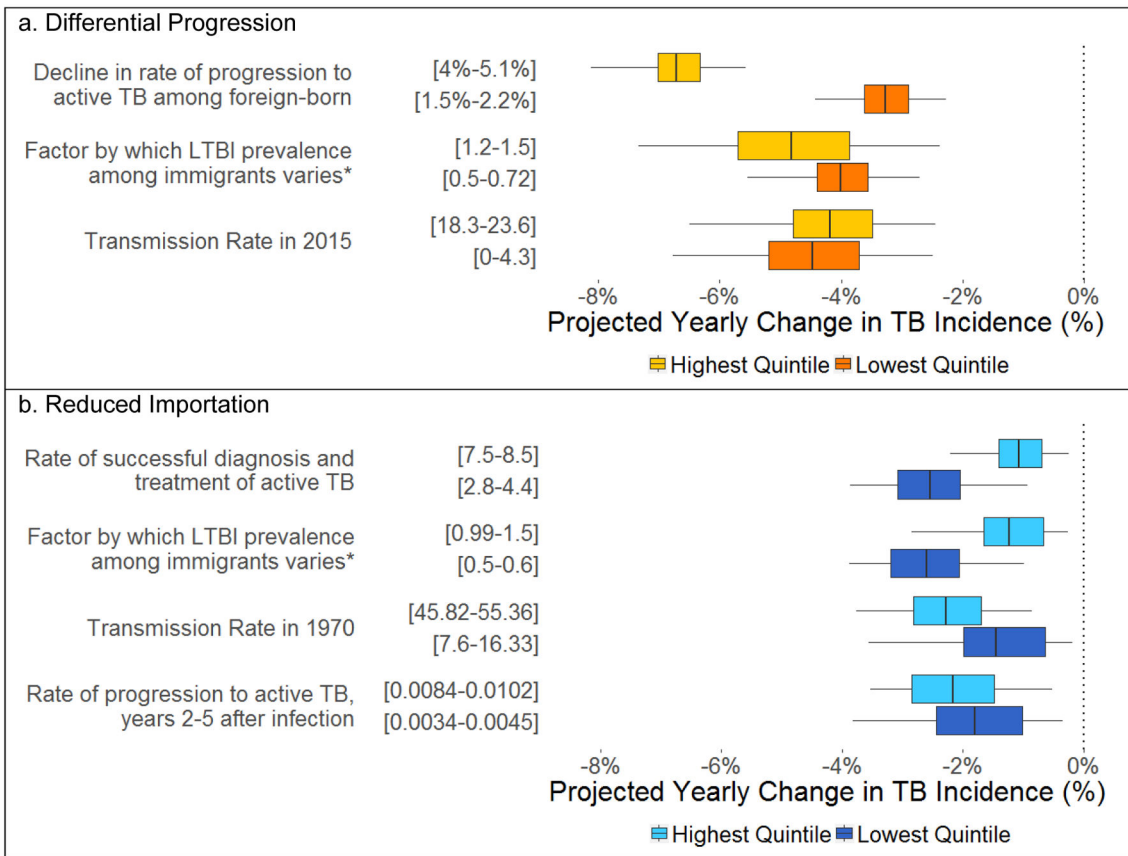 a. Differential Progression
Decline in rate of progression to
active TB among foreign-born
[4%-5.1%]
[1.5%-2.2%]
Factor by which LTBI prevalence
among immigrants varies*
[1.2-1.5]
[0.5-0.72]
Transmission Rate in 2015
[18.3-23.6]
[0-4.3]
-8% -6% -4% -2% 0%
Projected Yearly Change in TB Incidence (%)
Highest Quintile Lowest Quintile
b. Reduced Importation
Rate of successful diagnosis and
treatment of active TB
[7.5-8.5]
[2.8-4.4]
Factor by which LTBI prevalence
among immigrants varies*
[0.99-1.5]
[0.5-0.6]
Transmission Rate in 1970
[45.82-55.36]
[7.6-16.33]
Rate of progression to active TB,
years 2-5 after infection
[0.0084-0.0102]
[0.0034-0.0045]
-8% -6% -4% -2% 0%
Projected Yearly Change in TB Incidence (%)
Highest Quintile Lowest Quintile